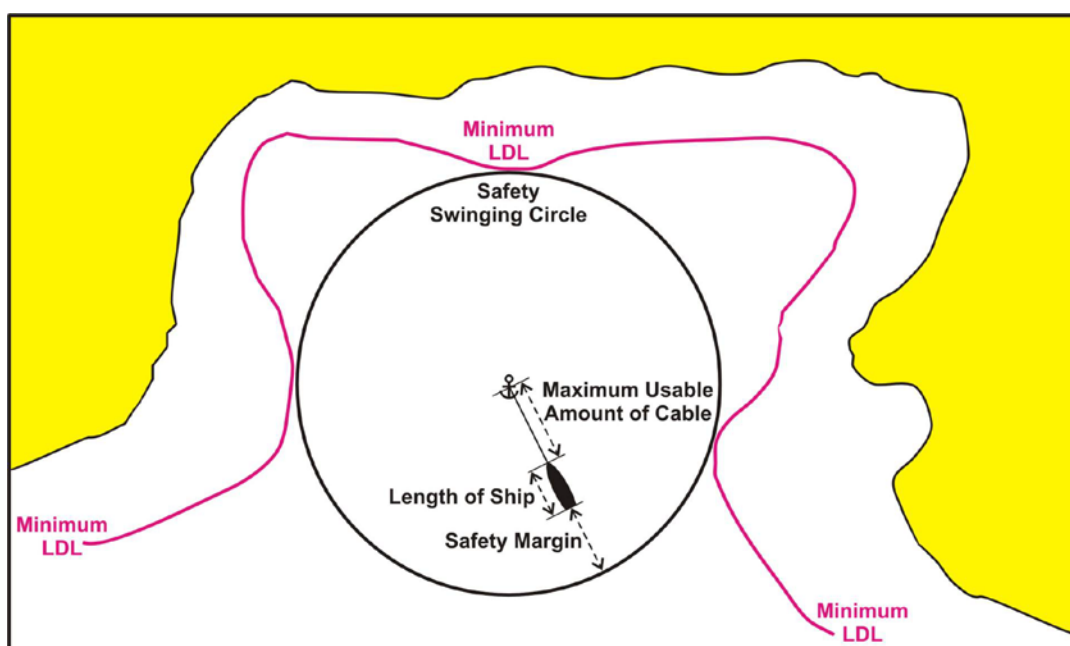 Minimum
LDL
Safety
Swinging Circle
Maximum Usable
Amount of Cable
Length of Ship
Safety Margin
Minimum
LDL
Minimum
LDL